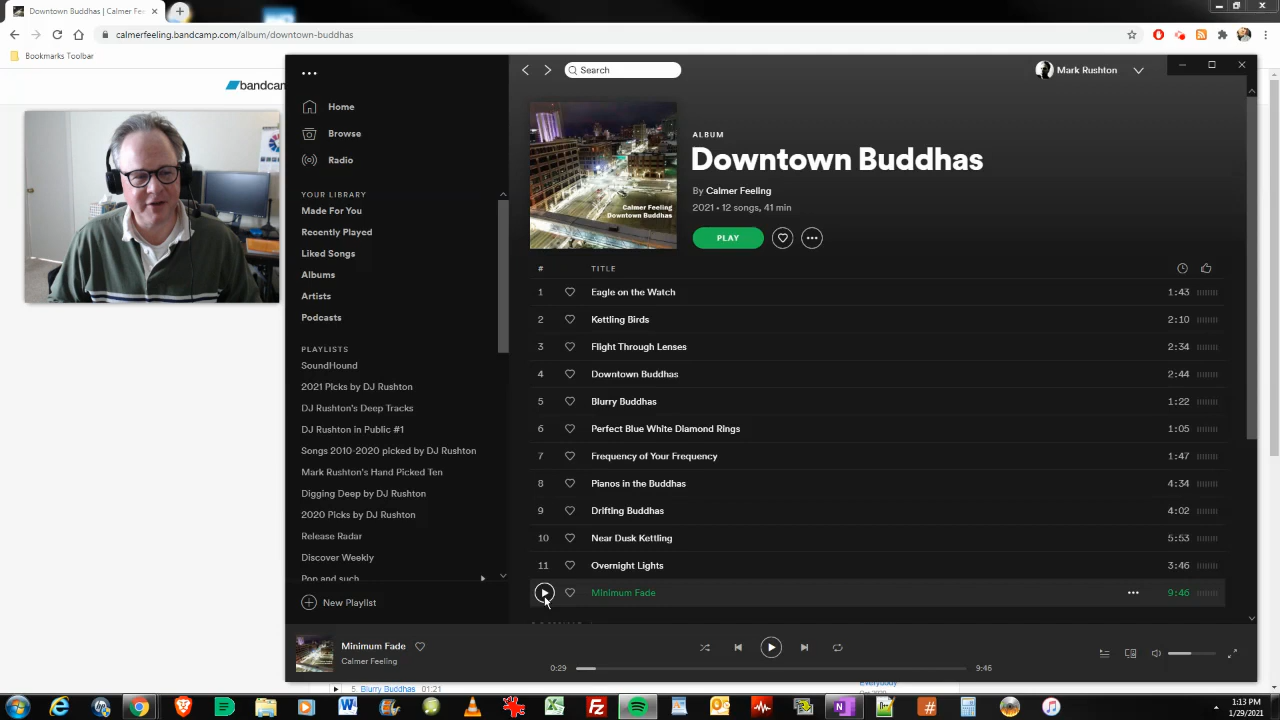 Downtown Buddhas | Calmer Feel
calmerfeeling.bandcamp.com/album/downtown-buddhas
Bookmarks Toolbar
bandcam
Search
Mark Rushton
Home
Browse
Radio
YOUR LIBRARY
Made For You
Recently Played
Liked Songs
Albums
Artists
Podcasts
PLAYLISTS
SoundHound
2021 Picks by DJ Rushton
DJ Rushton's Deep Tracks
DJ Rushton in Public #1
Songs 2010-2020 picked by DJ Rushton
Mark Rushton's Hand Picked Ten
Digging Deep by DJ Rushton
2020 Picks by DJ Rushton
Release Radar
Discover Weekly
Pop and such
New Playlist
Calmer Feeling
Downtown Buddhas
ALBUM
Downtown Buddhas
By Calmer Feeling
2021 • 12 songs, 41 min
PLAY
# TITLE
1 Eagle on the Watch 1:43
2 Kettling Birds 2:10
3 Flight Through Lenses 2:34
4 Downtown Buddhas 2:44
5 Blurry Buddhas 1:22
6 Perfect Blue White Diamond Rings 1:05
7 Frequency of Your Frequency 1:47
8 Pianos in the Buddhas 4:34
9 Drifting Buddhas 4:02
10 Near Dusk Kettling 5:53
11 Overnight Lights 3:46
Minimum Fade 9:46
Minimum Fade
Calmer Feeling
0:29 9:46
5. Blurry Buddhas 01:21
Everybody
1:13 PM
1/29/2021